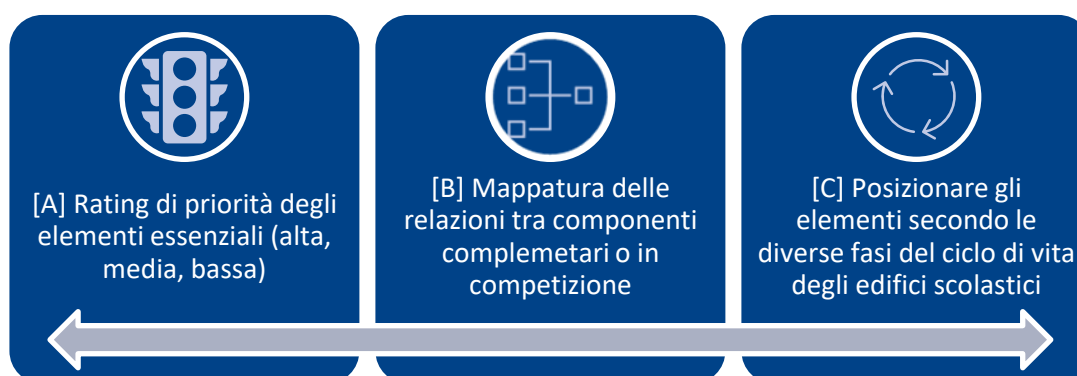 [A] Rating di priorità degli
elementi essenziali (alta,
media, bassa)
[B] Mappatura delle
relazioni tra componenti
complemetari o in
competizione
[C] Posizionare gli
elementi secondo le
diverse fasi del ciclo di vita
degli edifici scolastici